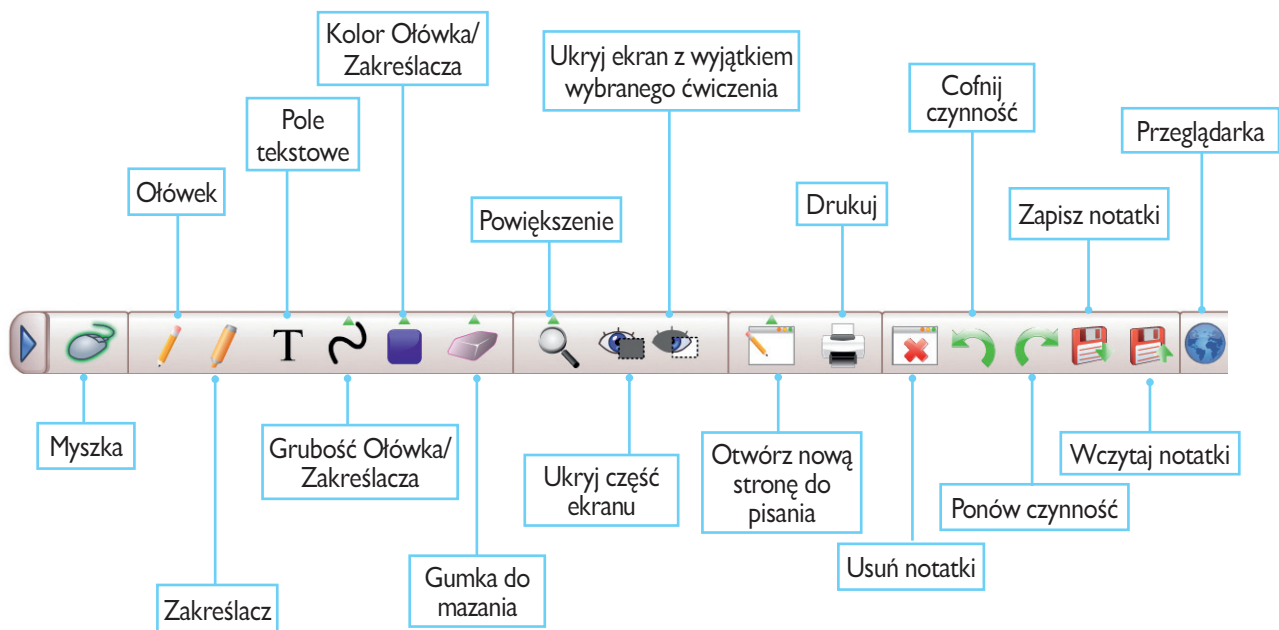 Kolor Ołówka/
Zakreślacza
Ukryj ekran z wyjątkiem
wybranego ćwiczenia
Cofnij
czynność
Pole
tekstowe
Przeglądarka
Ołówek
Powiększenie
Drukuj
Zapisz notatki
T
Myszka
Grubość Ołówka/
Zakreślacza
Ukryj część
ekranu
Otwórz nową
stronę do
pisania
Wczytaj notatki
Ponów czynność
Usuń notatki
Gumka do
mazania
Zakreślacz